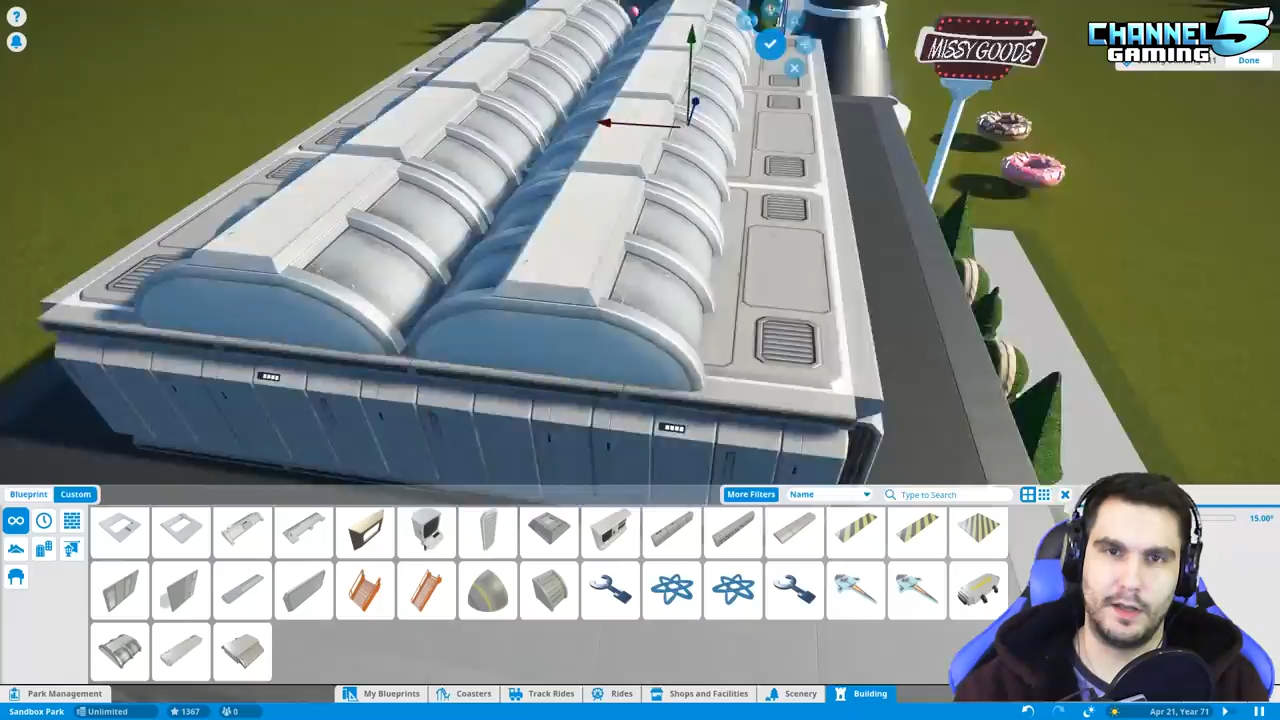 CHANNEL 5
GAMING
MISSY GOODS
Done
Blueprint
Custom
More Filters
Name
Type to Search
15.00°
Park Management
My Blueprints
Coasters
Track Rides
Rides
Shops and Facilities
Scenery
Building
Sandbox Park
Unlimited
1367
0
Apr 21, Year 71